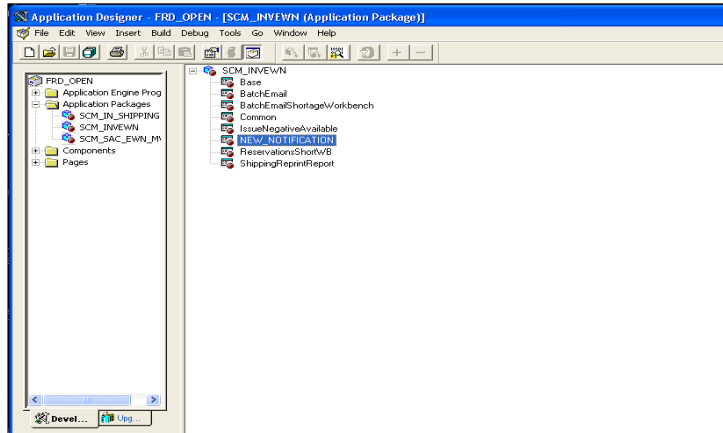 Application Designer - FRD_OPEN - [SCM_INVEWN (Application Package)]
File Edit View Insert Build Debug Tools Go Window Help
FRD_OPEN
Application Engine Prog
Application Packages
SCM_IN_SHIPPING
SCM_INVEWN
SCM_SAC_EWN_M
Components
Pages
SCM_INVEWN
Base
BatchEmail
BatchEmailShortageWorkbench
Common
IssueNegativeAvailable
NEW_NOTIFICATION
ReservationsShortWB
ShippingReprintReport
Devel...
Upg...